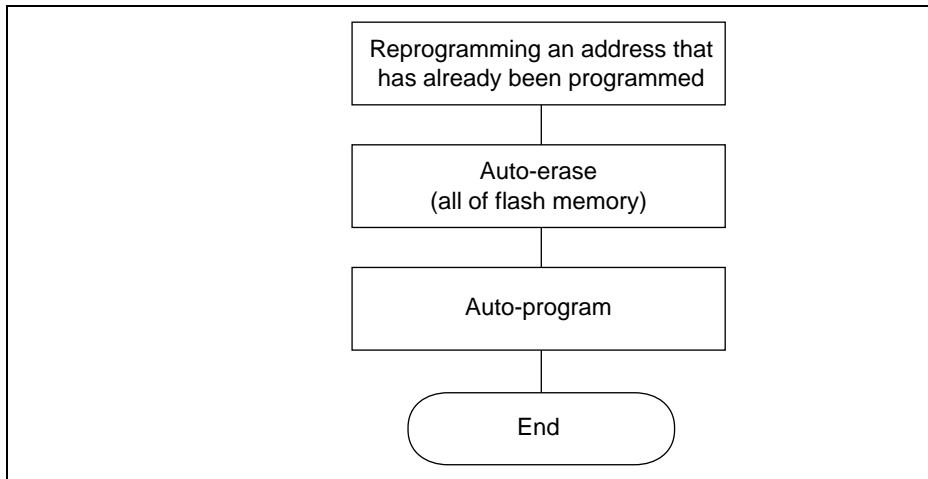 Reprogramming an address that
has already been programmed
Auto-erase
(all of flash memory)
Auto-program
End